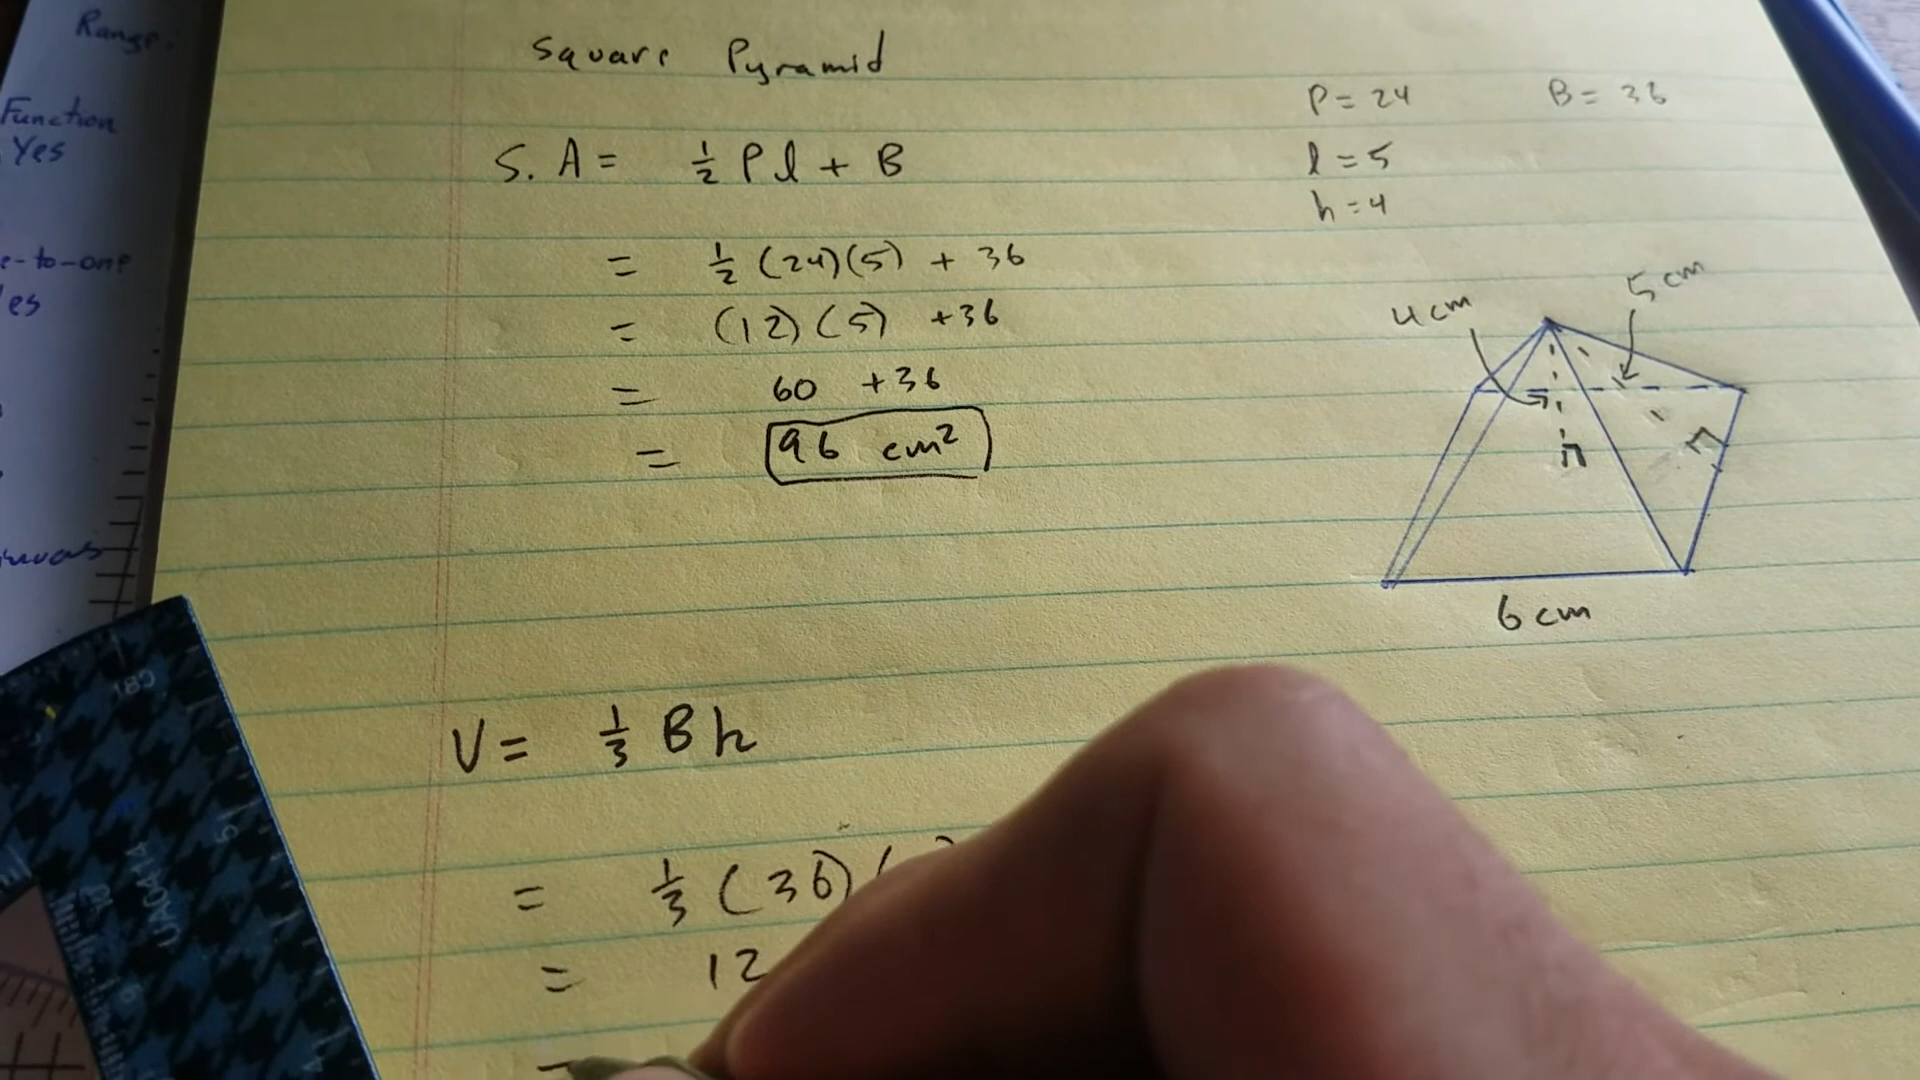 Range.
Function
Yes
e-to-one
es
Square Pyramid
P = 24 B = 36
l = 5
h = 4
S. A = ½ P l + B
= ½ (24)(5) + 36
= (12)(5) + 36
= 60 + 36
= 96 cm²
4 cm
5 cm
6 cm
V = ⅓ B h
= ⅓ (36) (
= 12
=